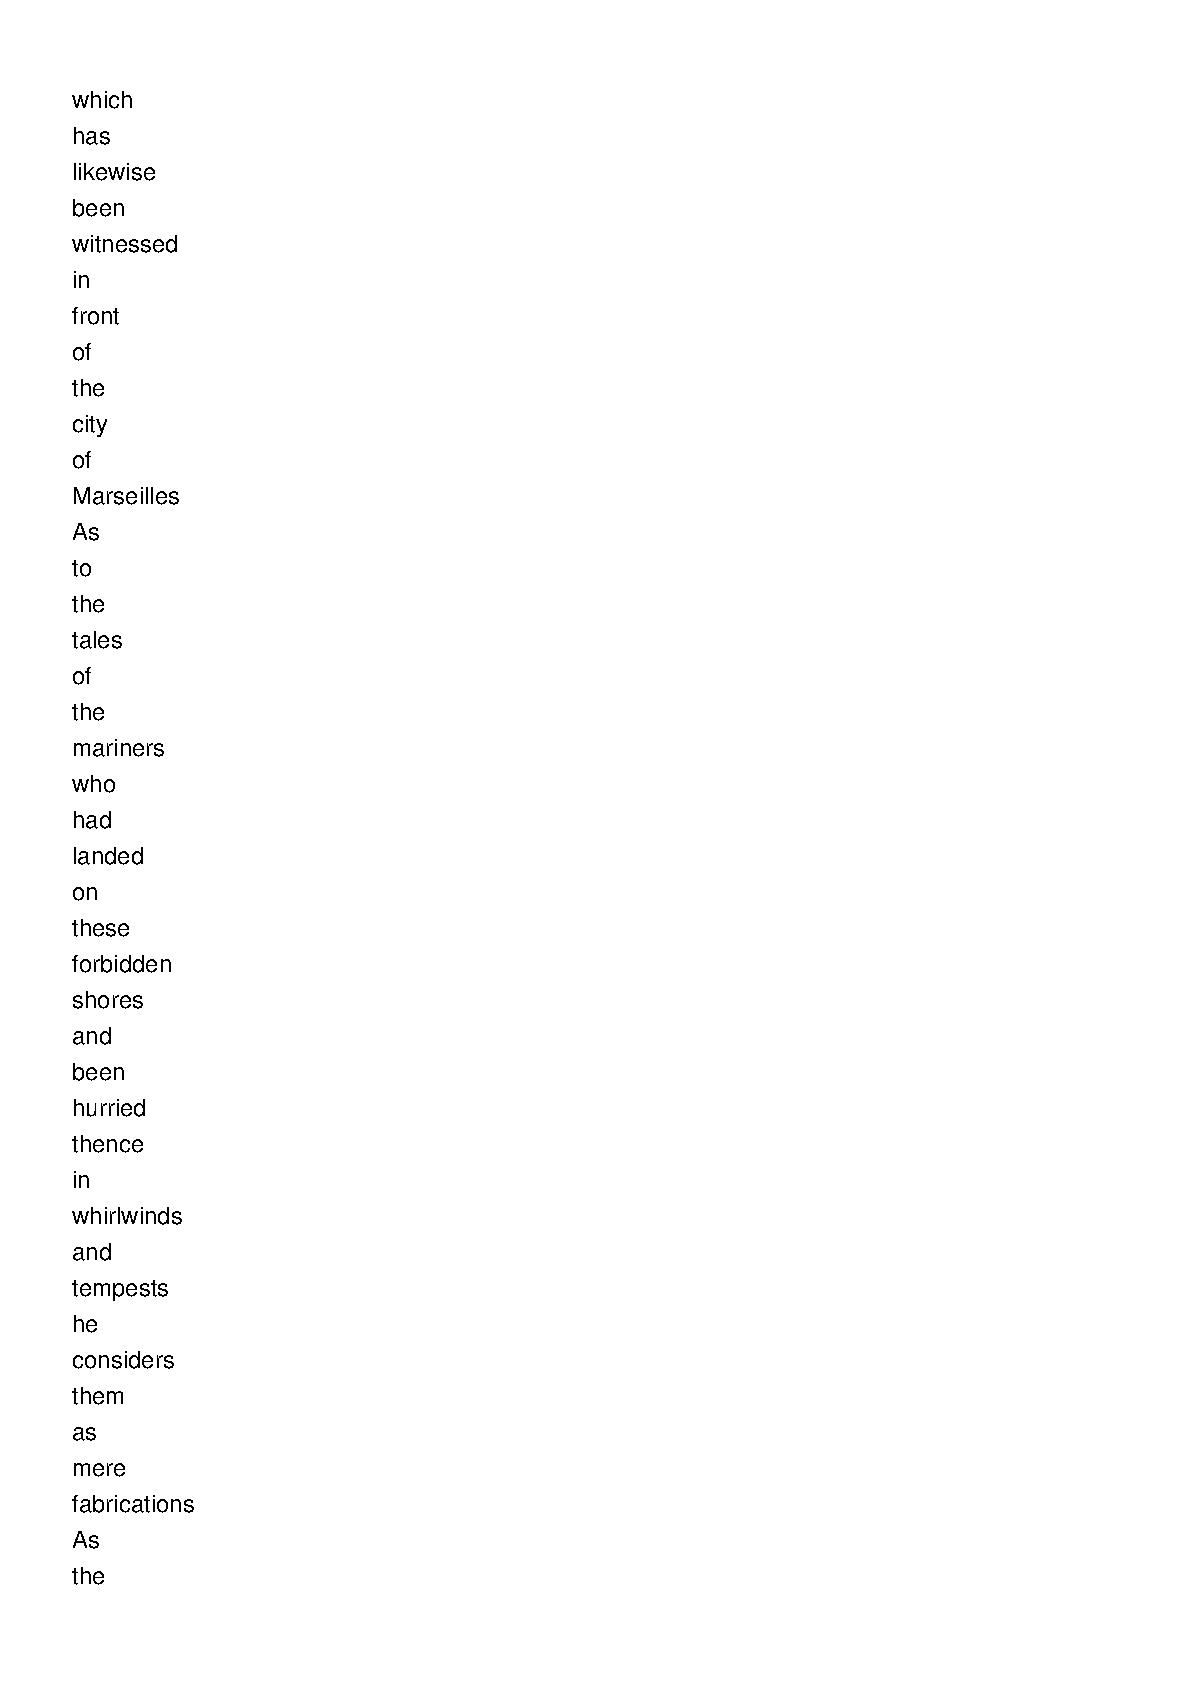 which
has
likewise
been
witnessed
in
front
of
the
city
of
Marseilles
As
to
the
tales
of
the
mariners
who
had
landed
on
these
forbidden
shores
and
been
hurried
thence
in
whirlwinds
and
tempests
he
considers
them
as
mere
fabrications
As
the